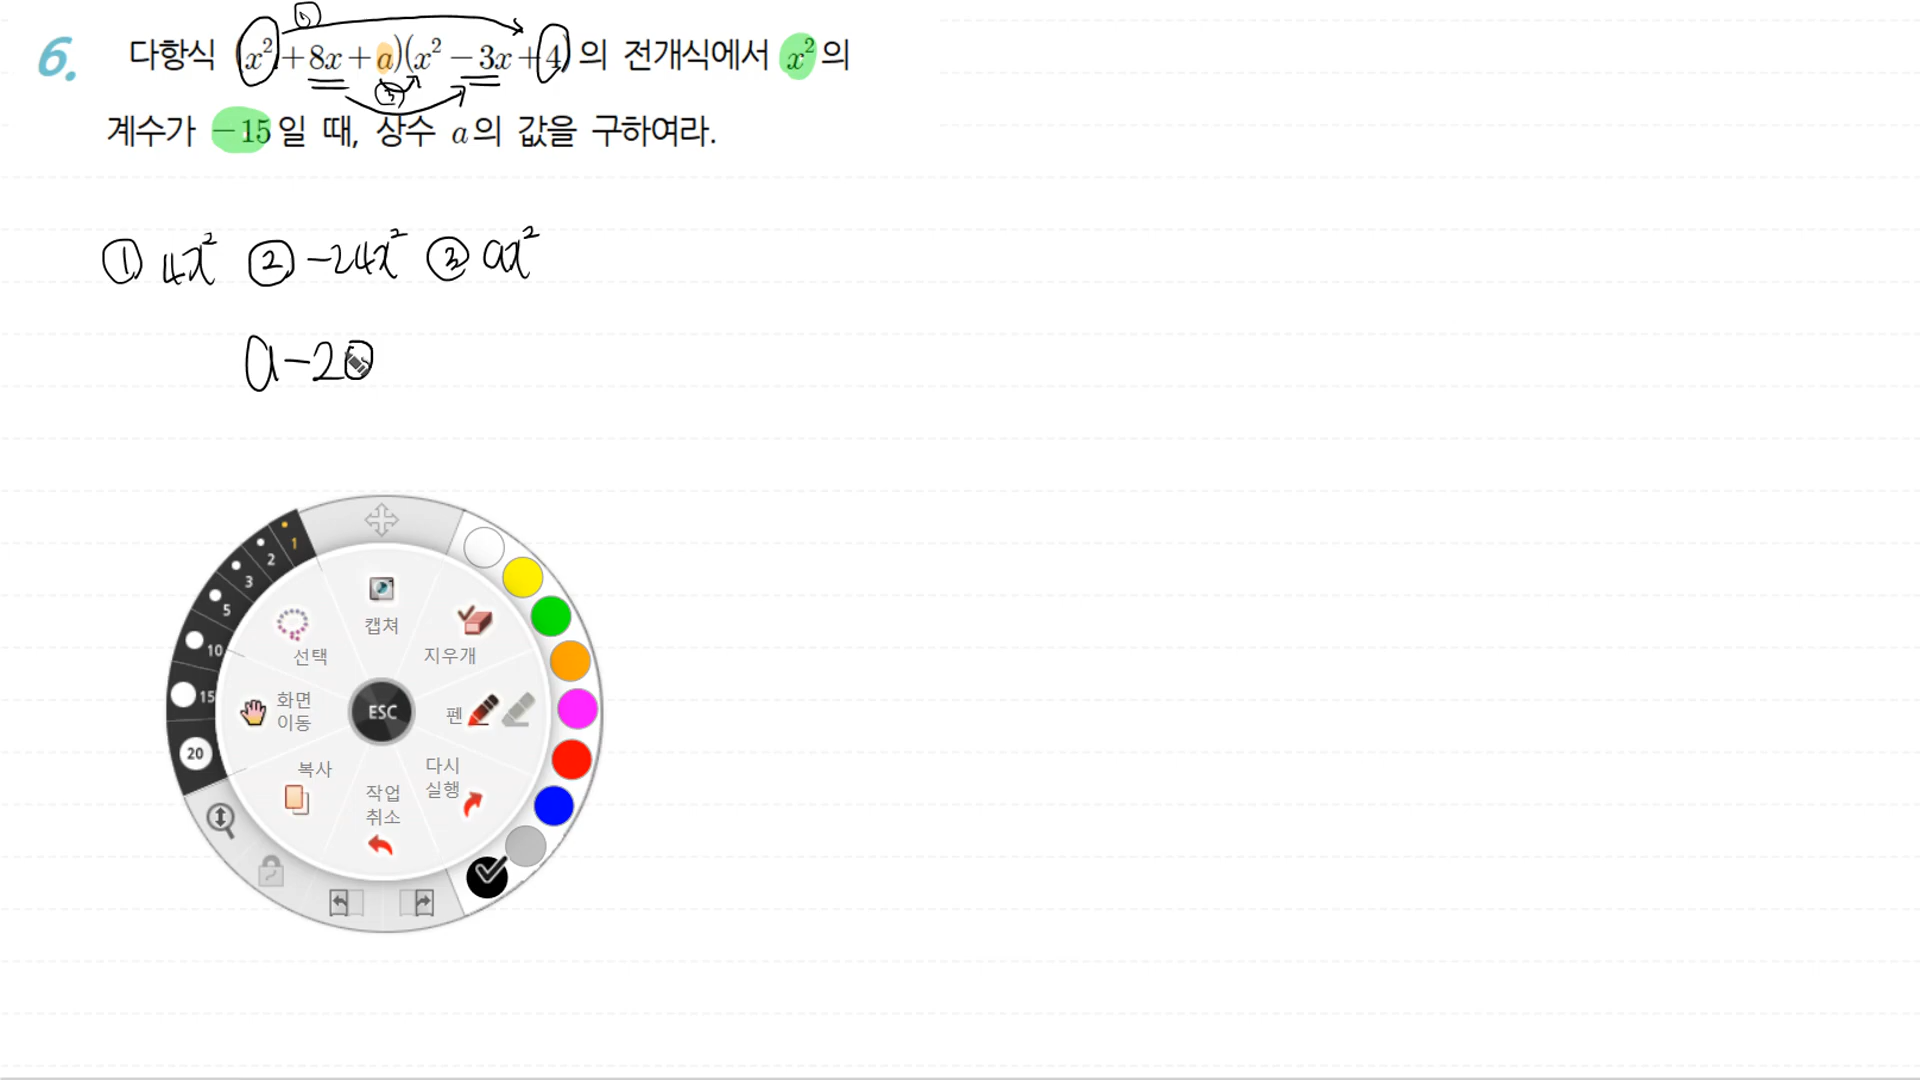 ①
6. 다항식 (x²+8x+a)(x²-3x+4)의 전개식에서 x²의
③
계수가 -15일 때, 상수 a의 값을 구하여라.
① 4x² ② -24x² ③ ax²
a-20
1
2
3
5
10
15
20
캡쳐
선택
지우개
화면
이동
ESC
펜
복사
다시
실행
작업
취소